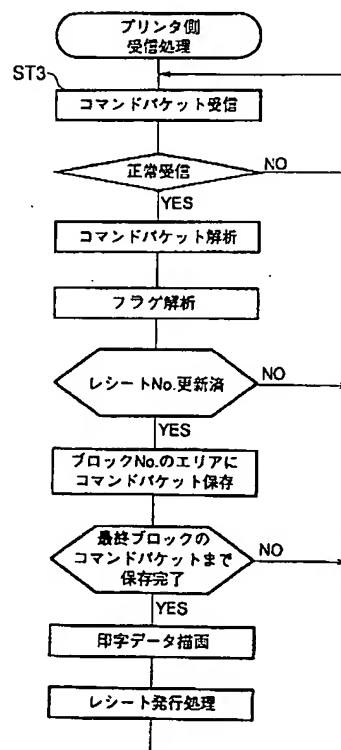 プリンタ側
受信処理
ST3
コマンドパケット受信
正常受信
NO
YES
コマンドパケット解析
フラグ解析
レシートNo.更新済
NO
YES
ブロックNo.のエリアに
コマンドパケット保存
最終ブロックの
コマンドパケットまで
保存完了
NO
YES
印字データ描画
レシート発行処理